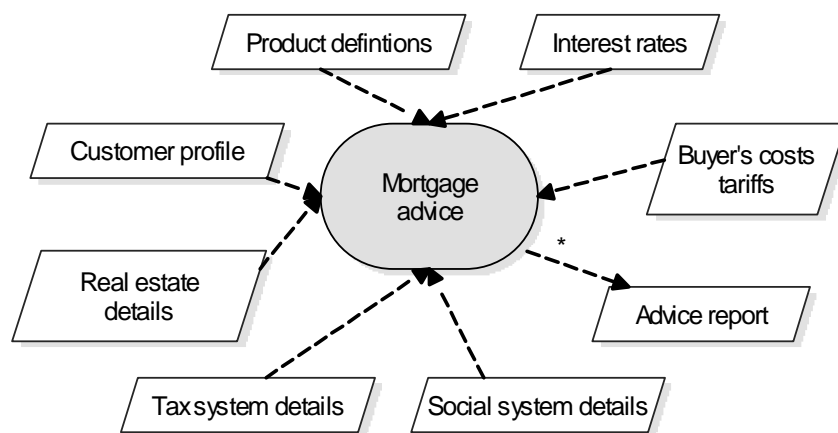 Product defintions
Interest rates
Customer profile
Mortgage
advice
Buyer's costs
tariffs
*
Real estate
details
Advice report
Tax system details
Social system details